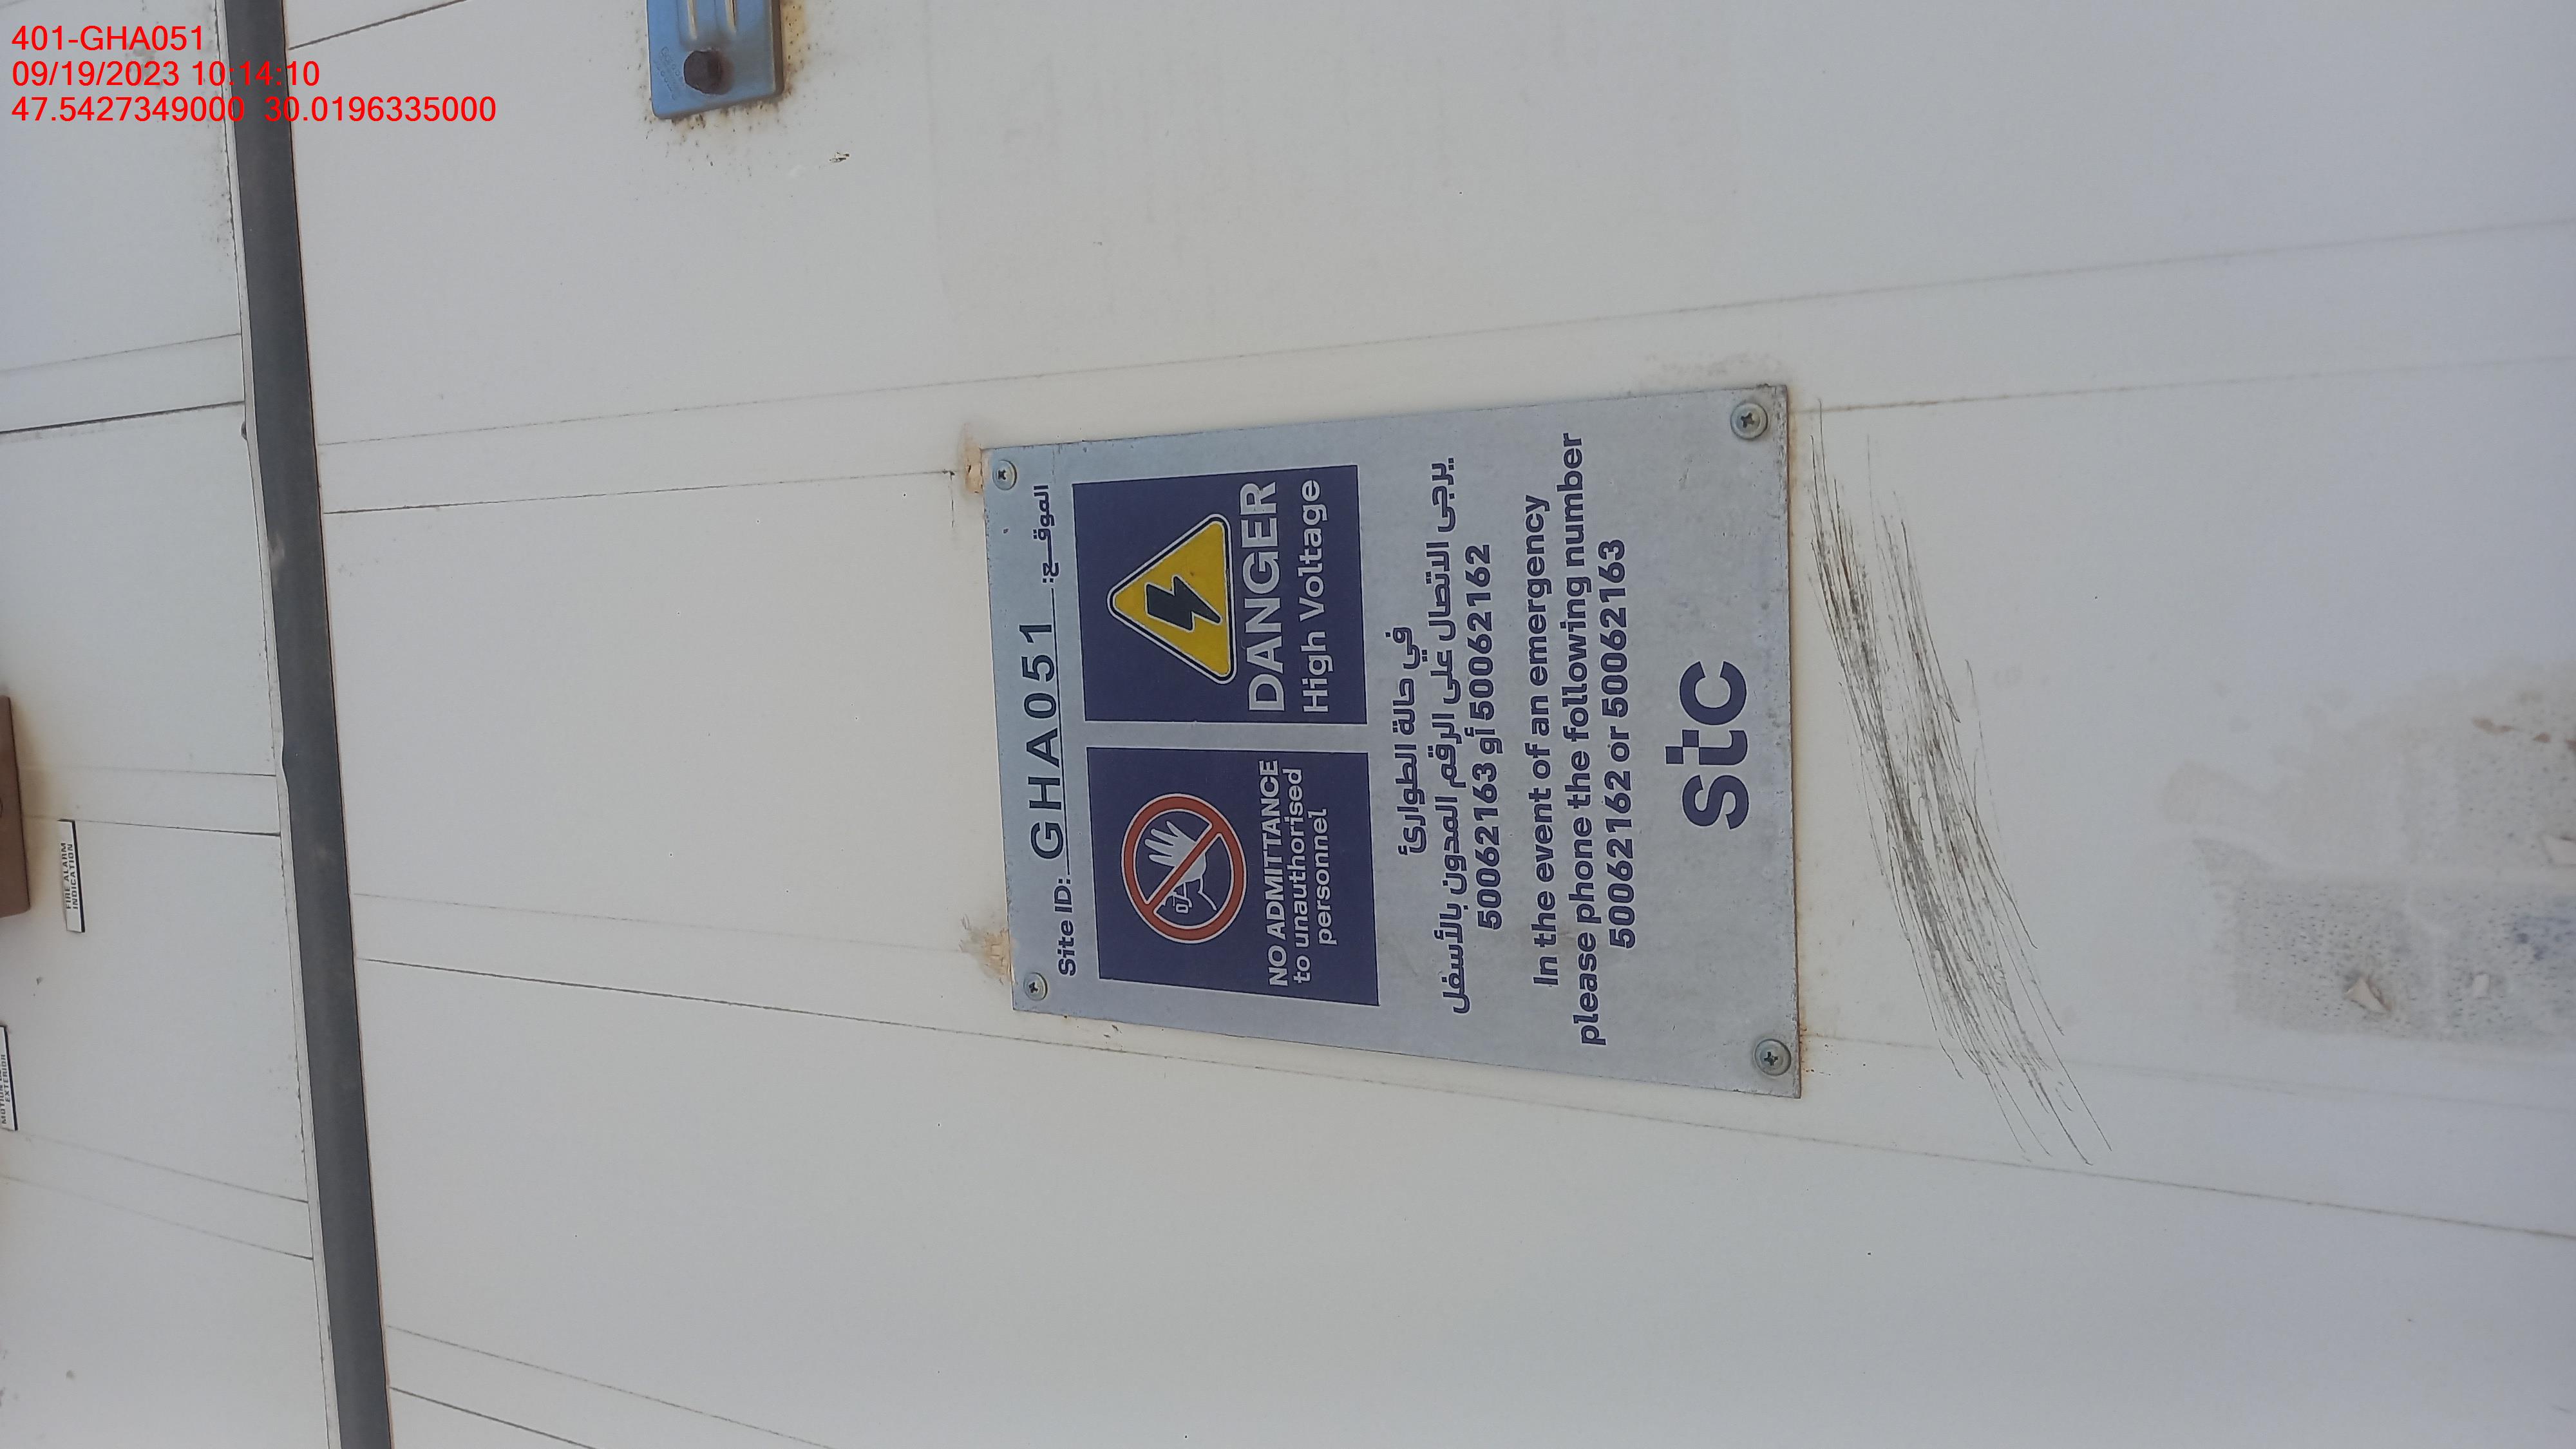 401-GHA051
09/19/2023 10:14:10
47.5427349000 30.0196335000
Site ID: GHA051 الموقـــع:
NO ADMITTANCE
to unauthorised
personnel
DANGER
High Voltage
في حالة الطوارئ
يرجى الاتصال على الرقم المدون بالأسفل
50062163 أو 50062162
In the event of an emergency
please phone the following number
50062162 or 50062163
stc
FIRE ALARM
INDICATION
EXTERIOR